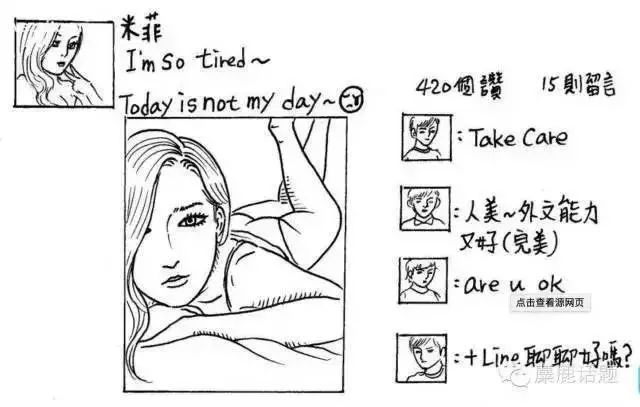 米菲
I'm so tired~
Today is not my day~
420個讚 15則留言
: Take Care
: 人美~外文能力
又好(完美)
: are u ok
点击查看源网页
: +Line 聊聊好嗎?
麋鹿话题